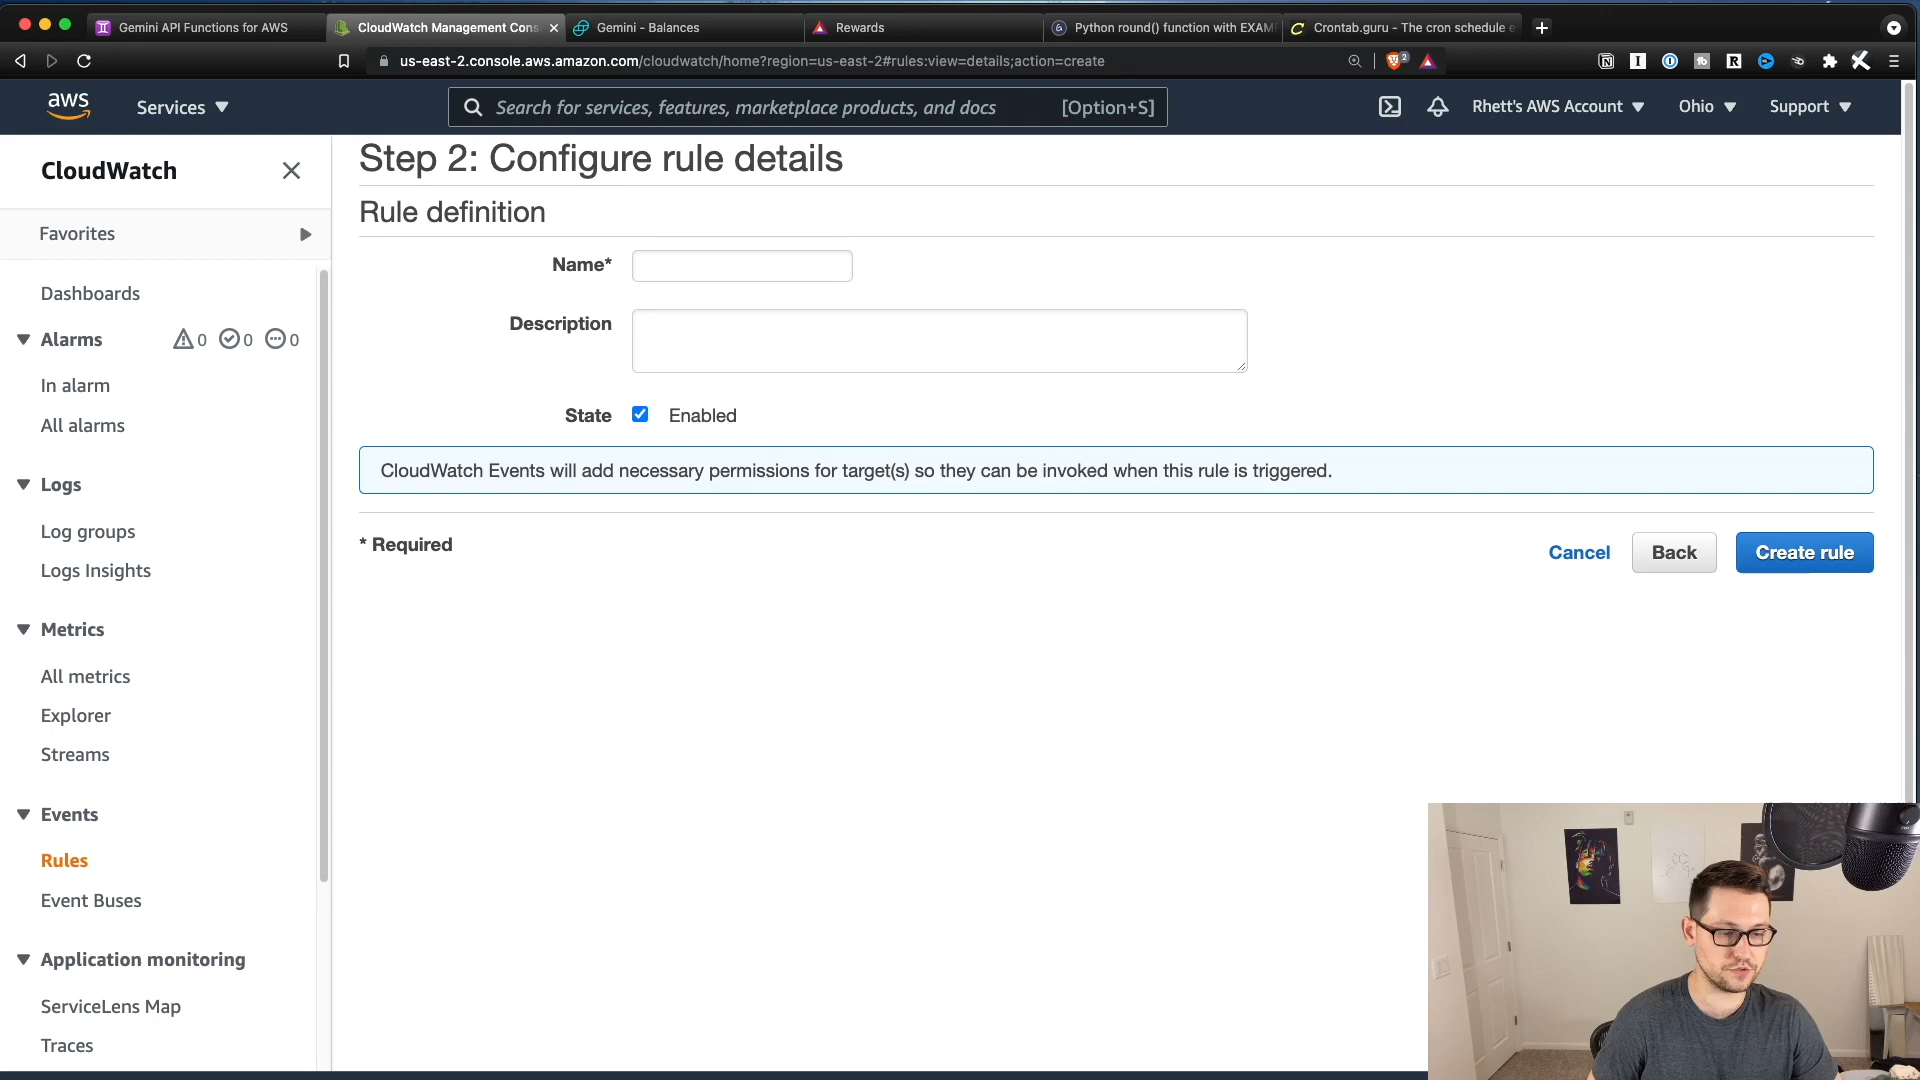 Gemini API Functions for AWS
CloudWatch Management Cons
Gemini - Balances
Rewards
Python round() function with EXAM
Crontab.guru - The cron schedule e
us-east-2.console.aws.amazon.com/cloudwatch/home?region=us-east-2#rules:view=details;action=create
2
aws
Services
Search for services, features, marketplace products, and docs
[Option+S]
Rhett's AWS Account
Ohio
Support
CloudWatch
Favorites
Dashboards
Alarms
0
0
0
In alarm
All alarms
Logs
Log groups
Logs Insights
Metrics
All metrics
Explorer
Streams
Events
Rules
Event Buses
Application monitoring
ServiceLens Map
Traces
Step 2: Configure rule details
Rule definition
Name*
Description
State
Enabled
CloudWatch Events will add necessary permissions for target(s) so they can be invoked when this rule is triggered.
* Required
Cancel
Back
Create rule